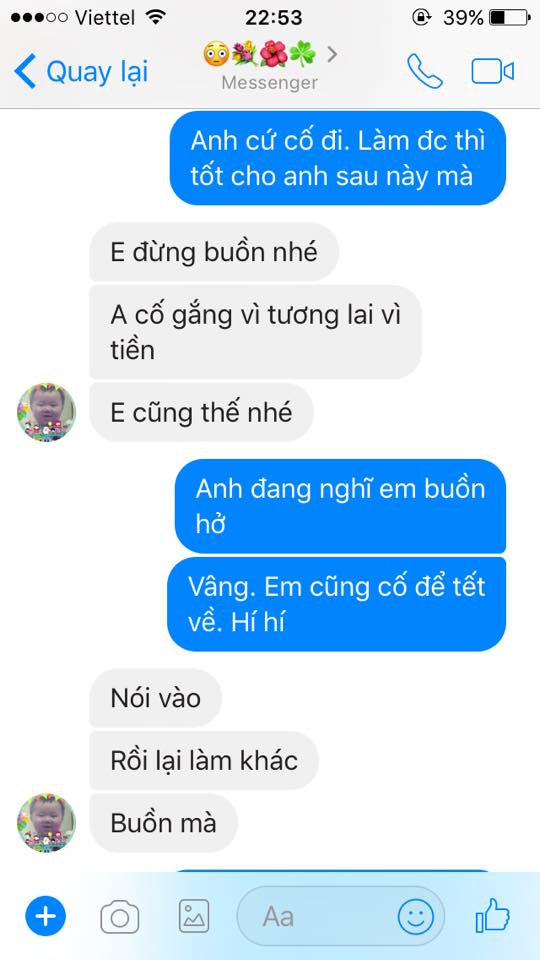 Viettel 22:53 39%
Quay lại
Messenger
Anh cứ cố đi. Làm đc thì
tốt cho anh sau này mà
E đừng buồn nhé
A cố gắng vì tương lai vì
tiền
E cũng thế nhé
Anh đang nghĩ em buồn
hở
Vâng. Em cũng cố để tết
về. Hí hí
Nói vào
Rồi lại làm khác
Buồn mà
Aa